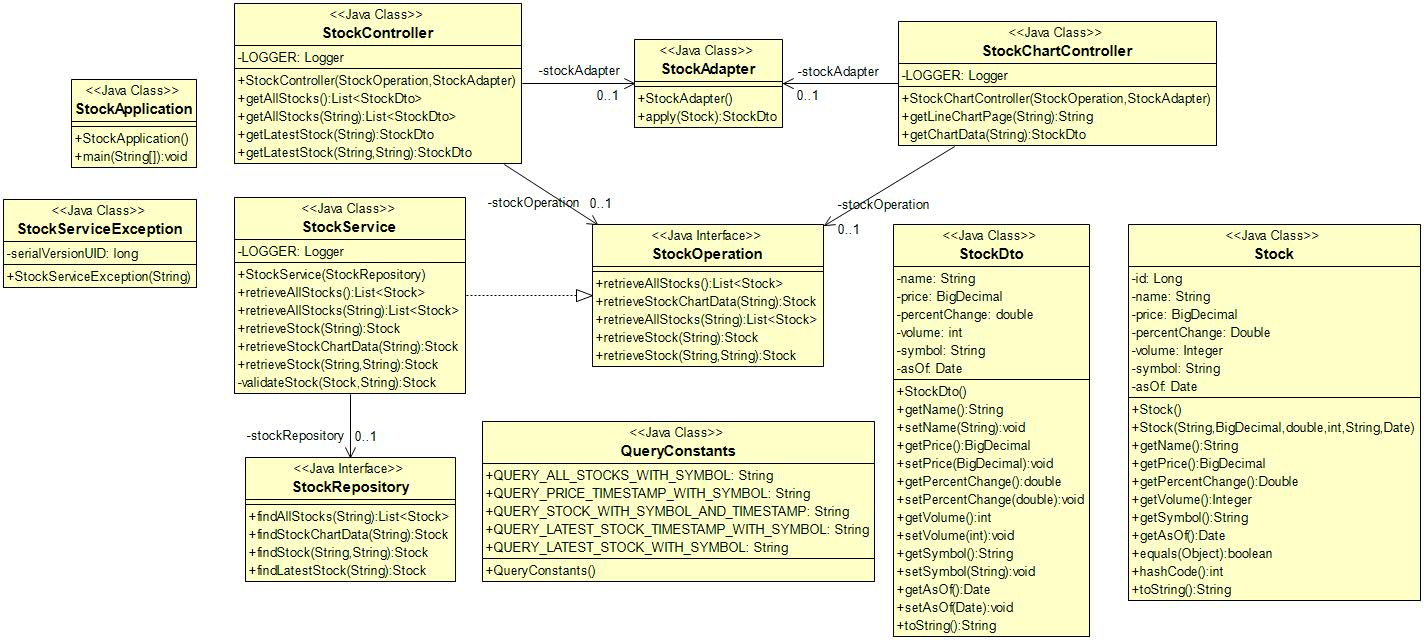 <<Java Class>>
StockController
-LOGGER: Logger
+StockController(StockOperation,StockAdapter)
+getAllStocks():List<StockDto>
+getAllStocks(String):List<StockDto>
+getLatestStock(String):StockDto
+getLatestStock(String,String):StockDto
-stockAdapter
0..1
<<Java Class>>
StockAdapter
+StockAdapter()
+apply(Stock):StockDto
-stockAdapter
0..1
<<Java Class>>
StockChartController
-LOGGER: Logger
+StockChartController(StockOperation,StockAdapter)
+getLineChartPage(String):String
+getChartData(String):StockDto
<<Java Class>>
StockApplication
+StockApplication()
+main(String[]):void
-stockOperation
0..1
-stockOperation
0..1
<<Java Class>>
StockServiceException
-serialVersionUID: long
+StockServiceException(String)
<<Java Class>>
StockService
-LOGGER: Logger
+StockService(StockRepository)
+retrieveAllStocks():List<Stock>
+retrieveAllStocks(String):List<Stock>
+retrieveStock(String):Stock
+retrieveStockChartData(String):Stock
+retrieveStock(String,String):Stock
-validateStock(Stock,String):Stock
<<Java Interface>>
StockOperation
+retrieveAllStocks():List<Stock>
+retrieveStockChartData(String):Stock
+retrieveAllStocks(String):List<Stock>
+retrieveStock(String):Stock
+retrieveStock(String,String):Stock
<<Java Class>>
StockDto
-name: String
-price: BigDecimal
-percentChange: double
-volume: int
-symbol: String
-asOf: Date
+StockDto()
+getName():String
+setName(String):void
+getPrice():BigDecimal
+setPrice(BigDecimal):void
+getPercentChange():double
+setPercentChange(double):void
+getVolume():int
+setVolume(int):void
+getSymbol():String
+setSymbol(String):void
+getAsOf():Date
+setAsOf(Date):void
+toString():String
<<Java Class>>
Stock
-id: Long
-name: String
-price: BigDecimal
-percentChange: Double
-volume: Integer
-symbol: String
-asOf: Date
+Stock()
+Stock(String,BigDecimal,double,int,String,Date)
+getName():String
+getPrice():BigDecimal
+getPercentChange():Double
+getVolume():Integer
+getSymbol():String
+getAsOf():Date
+equals(Object):boolean
+hashCode():int
+toString():String
-stockRepository
0..1
<<Java Interface>>
StockRepository
+findAllStocks(String):List<Stock>
+findStockChartData(String):Stock
+findStock(String,String):Stock
+findLatestStock(String):Stock
<<Java Class>>
QueryConstants
+QUERY_ALL_STOCKS_WITH_SYMBOL: String
+QUERY_PRICE_TIMESTAMP_WITH_SYMBOL: String
+QUERY_STOCK_WITH_SYMBOL_AND_TIMESTAMP: String
+QUERY_LATEST_STOCK_TIMESTAMP_WITH_SYMBOL: String
+QUERY_LATEST_STOCK_WITH_SYMBOL: String
+QueryConstants()